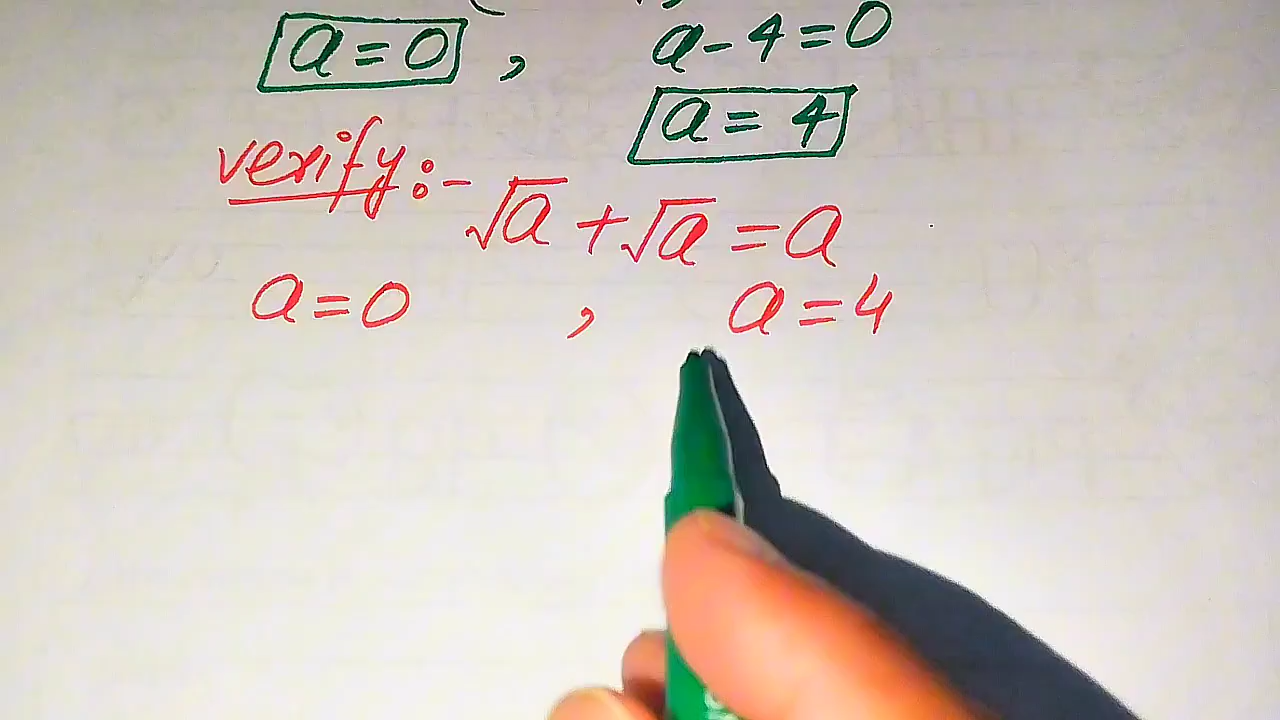 a = 0 , a - 4 = 0
a = 4
verify :- √a + √a = a
a = 0 , a = 4